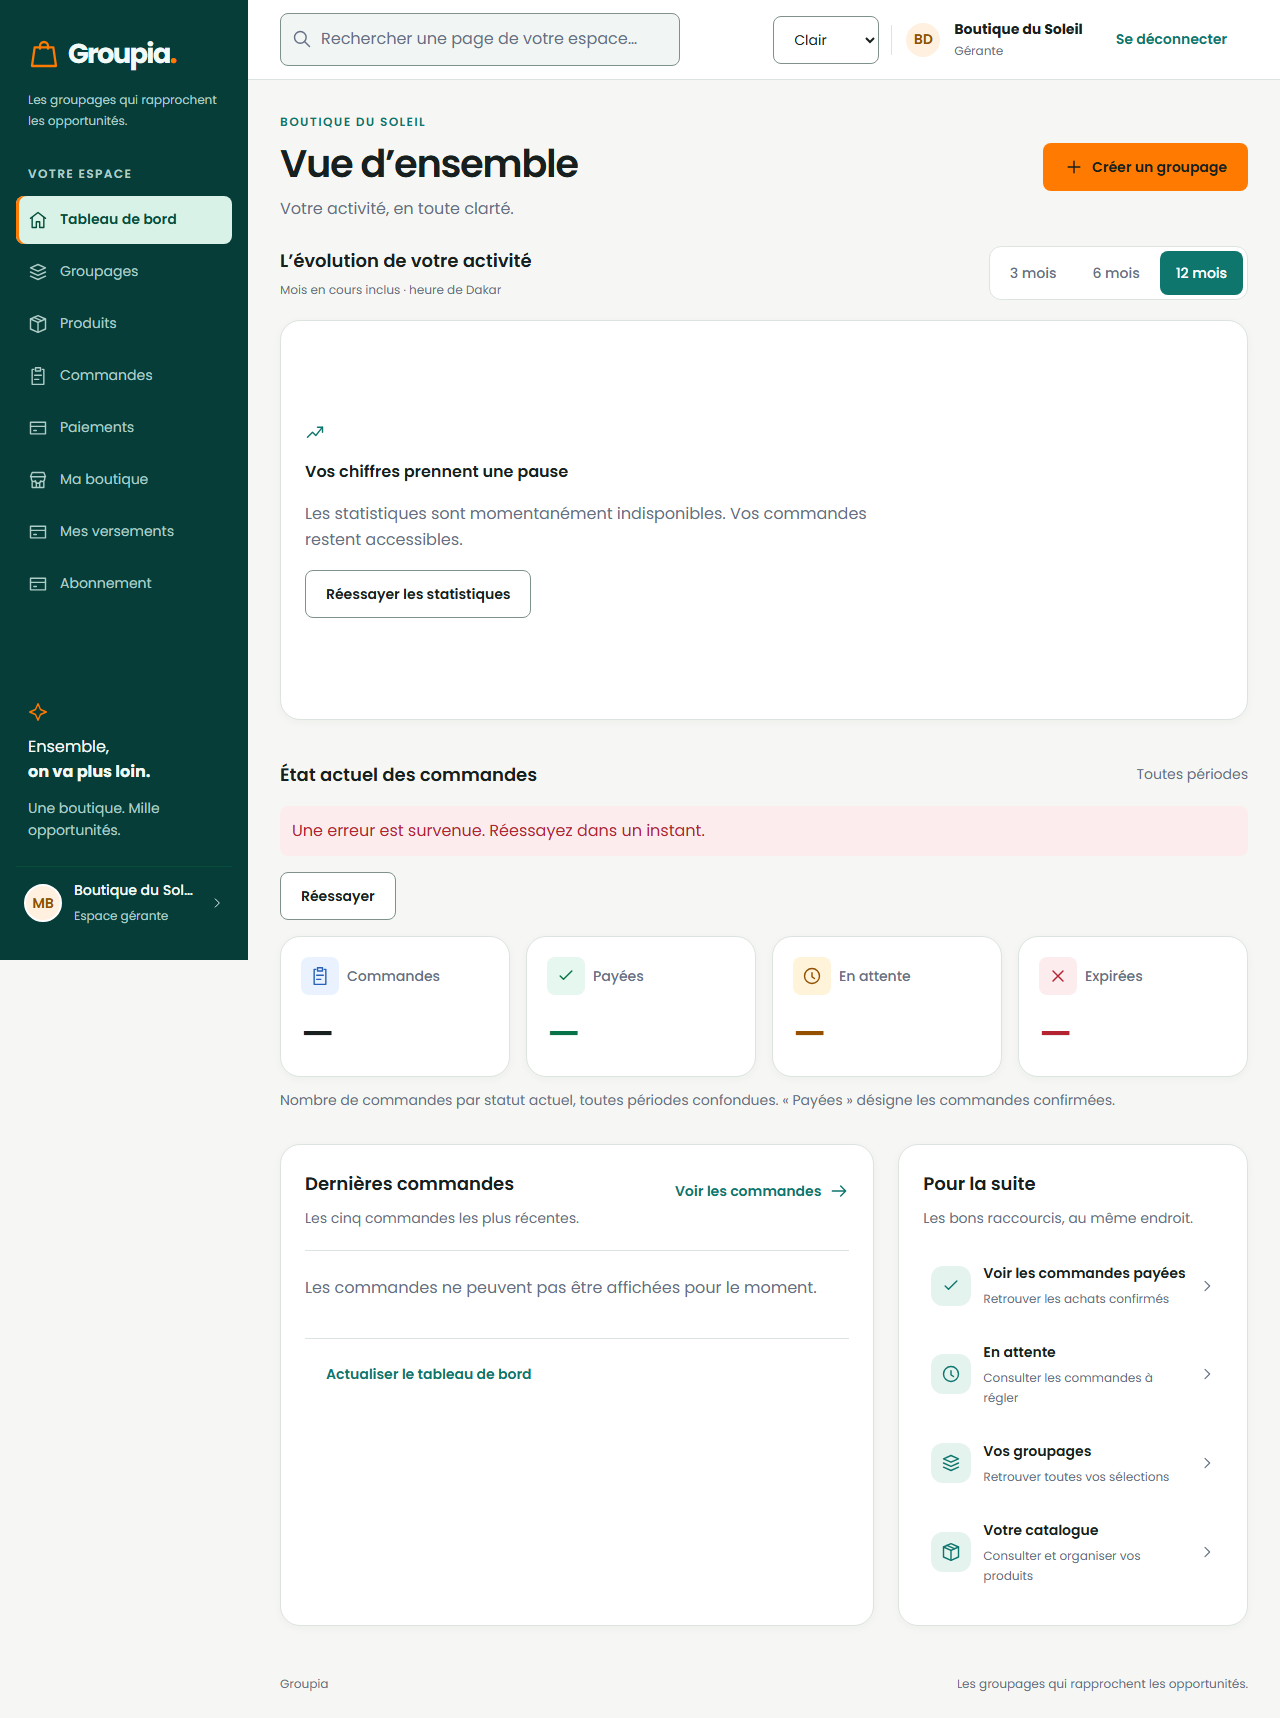 Groupia.
Les groupages qui rapprochent
les opportunités.
VOTRE ESPACE
Tableau de bord
Groupages
Produits
Commandes
Paiements
Ma boutique
Mes versements
Abonnement
Ensemble,
on va plus loin.
Une boutique. Mille
opportunités.
MB
Boutique du Sol...
Espace gérante
Rechercher une page de votre espace...
Clair
BD
Boutique du Soleil
Gérante
Se déconnecter
BOUTIQUE DU SOLEIL
Vue d’ensemble
Votre activité, en toute clarté.
Créer un groupage
L’évolution de votre activité
Mois en cours inclus · heure de Dakar
3 mois
6 mois
12 mois
Vos chiffres prennent une pause
Les statistiques sont momentanément indisponibles. Vos commandes
restent accessibles.
Réessayer les statistiques
État actuel des commandes
Toutes périodes
Une erreur est survenue. Réessayez dans un instant.
Réessayer
Commandes
—
Payées
—
En attente
—
Expirées
—
Nombre de commandes par statut actuel, toutes périodes confondues. « Payées » désigne les commandes confirmées.
Dernières commandes
Les cinq commandes les plus récentes.
Voir les commandes
Les commandes ne peuvent pas être affichées pour le moment.
Actualiser le tableau de bord
Pour la suite
Les bons raccourcis, au même endroit.
Voir les commandes payées
Retrouver les achats confirmés
En attente
Consulter les commandes à
régler
Vos groupages
Retrouver toutes vos sélections
Votre catalogue
Consulter et organiser vos
produits
Groupia
Les groupages qui rapprochent les opportunités.